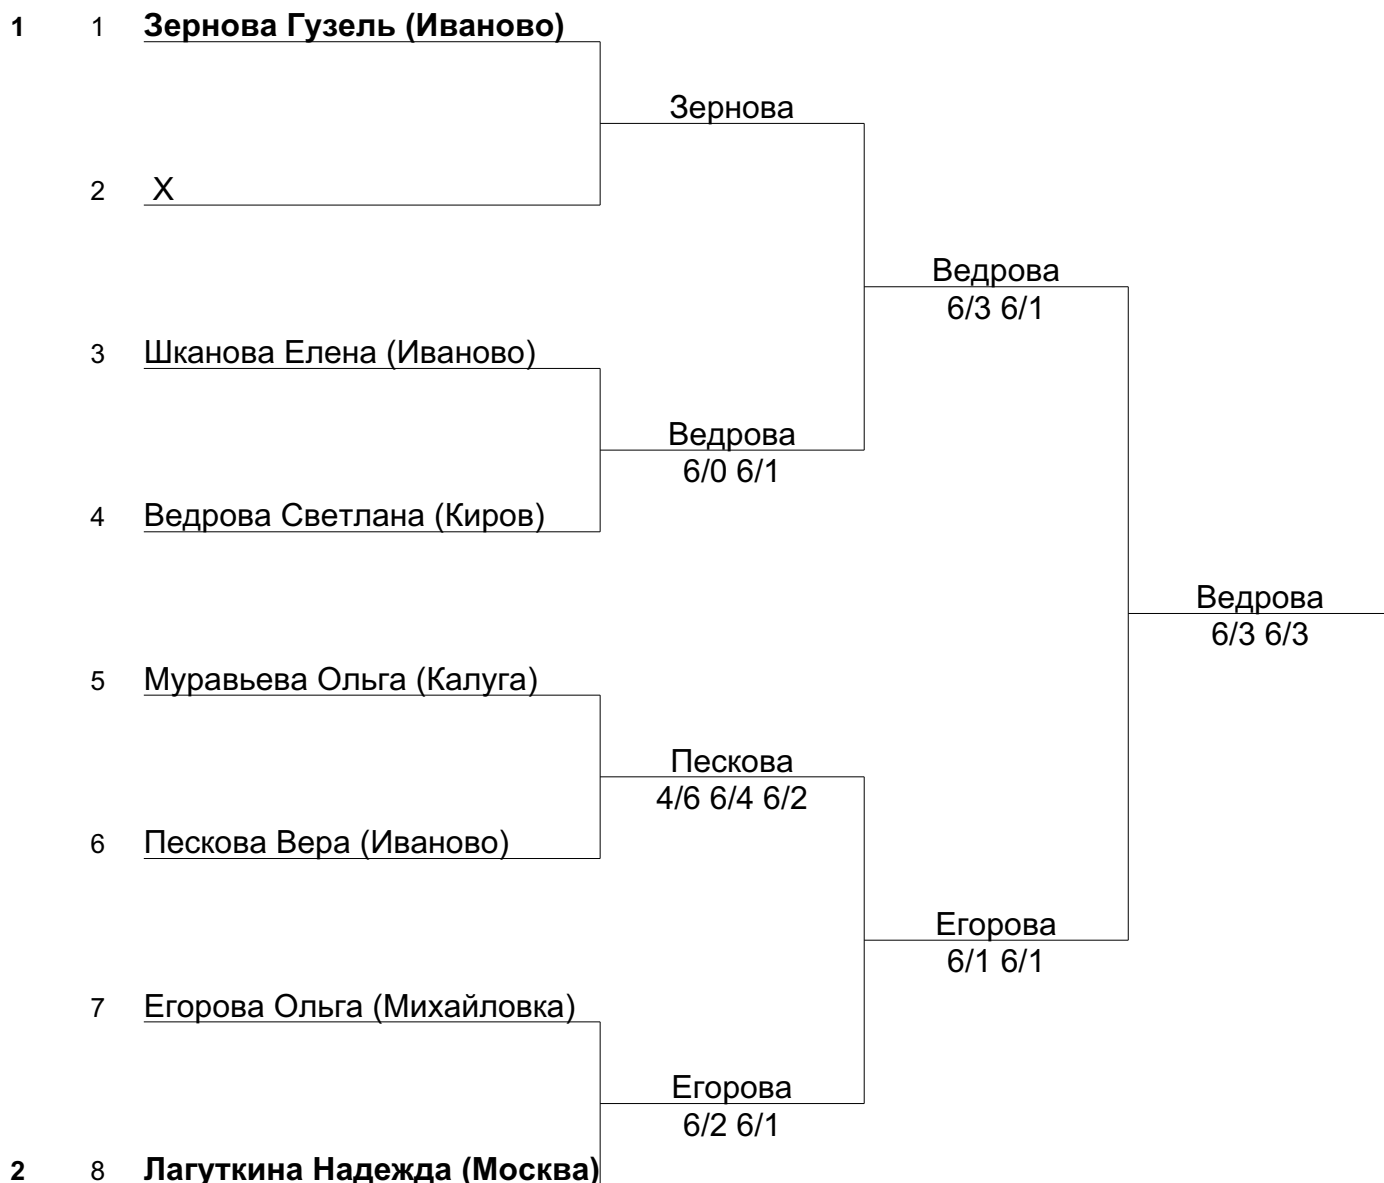 1 1 Зернова Гузель (Иваново)
Зернова
2 X
Ведрова
6/3 6/1
3 Шканова Елена (Иваново)
Ведрова
6/0 6/1
4 Ведрова Светлана (Киров)
Ведрова
6/3 6/3
5 Муравьева Ольга (Калуга)
Пескова
4/6 6/4 6/2
6 Пескова Вера (Иваново)
Егорова
6/1 6/1
7 Егорова Ольга (Михайловка)
Егорова
6/2 6/1
2 8 Лагуткина Надежда (Москва)